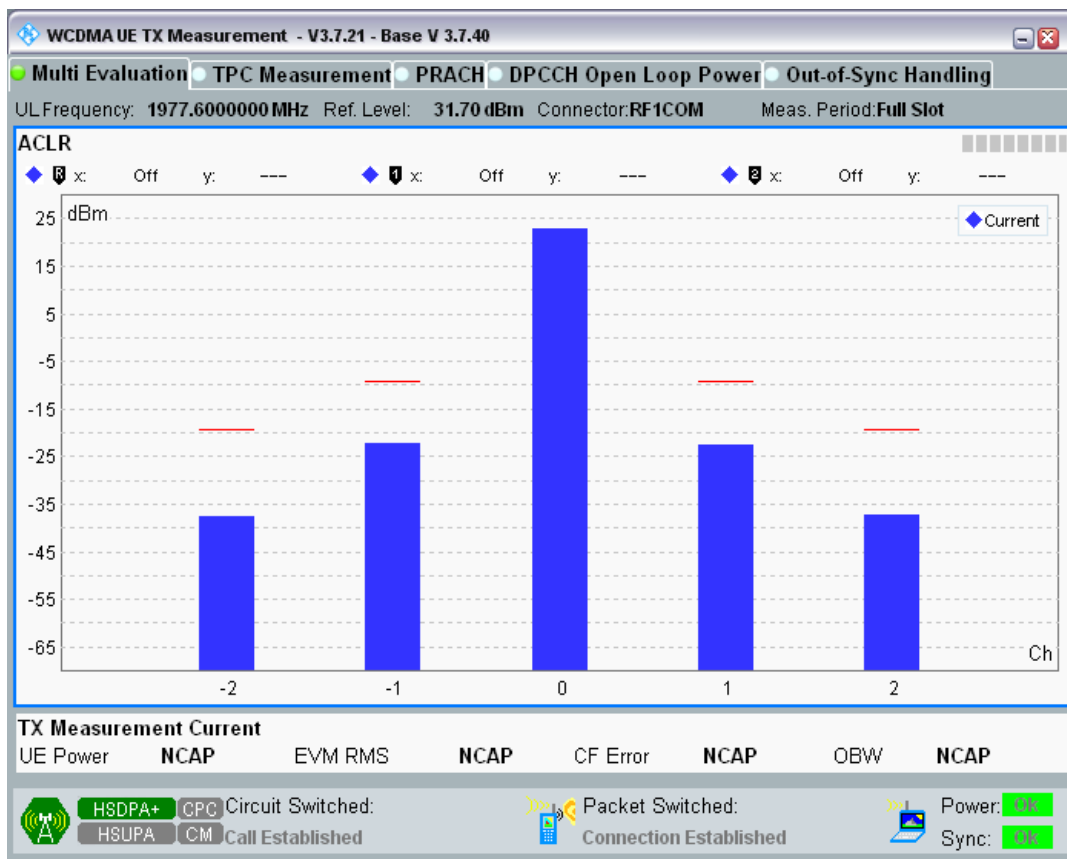 WCDMA UE TX Measurement - V3.7.21 - Base V 3.7.40
Multi Evaluation TPC Measurement PRACH DPCCH Open Loop Power Out-of-Sync Handling
UL Frequency: 1977.6000000 MHz Ref. Level: 31.70 dBm Connector:RF1COM Meas. Period:Full Slot
ACLR
R x: Off y: --- 1 x: Off y: --- 2 x: Off y: ---
dBm
Current
25
15
5
-5
-15
-25
-35
-45
-55
-65
Ch
-2 -1 0 1 2
TX Measurement Current
UE Power NCAP EVM RMS NCAP CF Error NCAP OBW NCAP
HSDPA+ CPC Circuit Switched: Packet Switched: Power: OK
HSUPA CM Call Established Connection Established Sync: OK